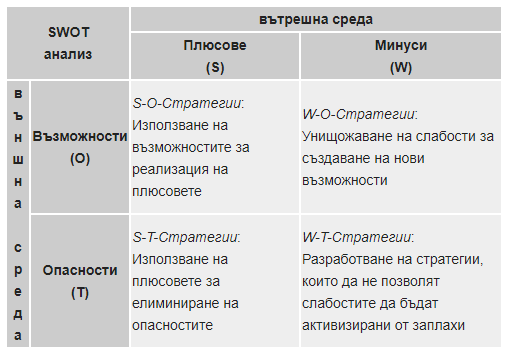 SWOT
анализ
вътрешна среда
Плюсове
(S)
Минуси
(W)
външна среда
Възможности
(O)
S-O-Стратегии:
Използване на
възможностите за
реализация на
плюсовете
W-O-Стратегии:
Унищожаване на слабости за
създаване на нови
възможности
Опасности
(T)
S-T-Стратегии:
Използване на
плюсовете за
елиминиране на
опасностите
W-T-Стратегии:
Разработване на стратегии,
които да не позволят
слабостите да бъдат
активизирани от заплахи